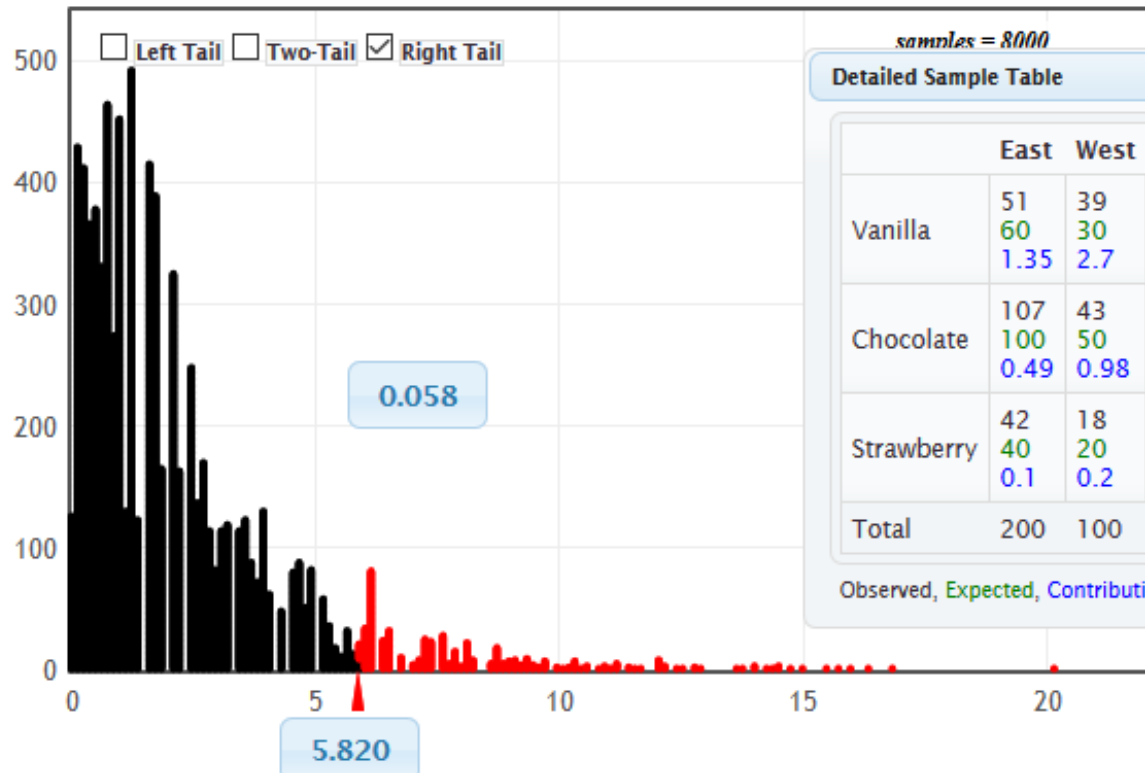 Left Tail Two-Tail Right Tail
samples = 8000
500
400
300
200
100
0
0 5 10 15 20
0.058
5.820
Detailed Sample Table
East West
Vanilla
51 39
60 30
1.35 2.7
Chocolate
107 43
100 50
0.49 0.98
Strawberry
42 18
40 20
0.1 0.2
Total 200 100
Observed, Expected, Contributi